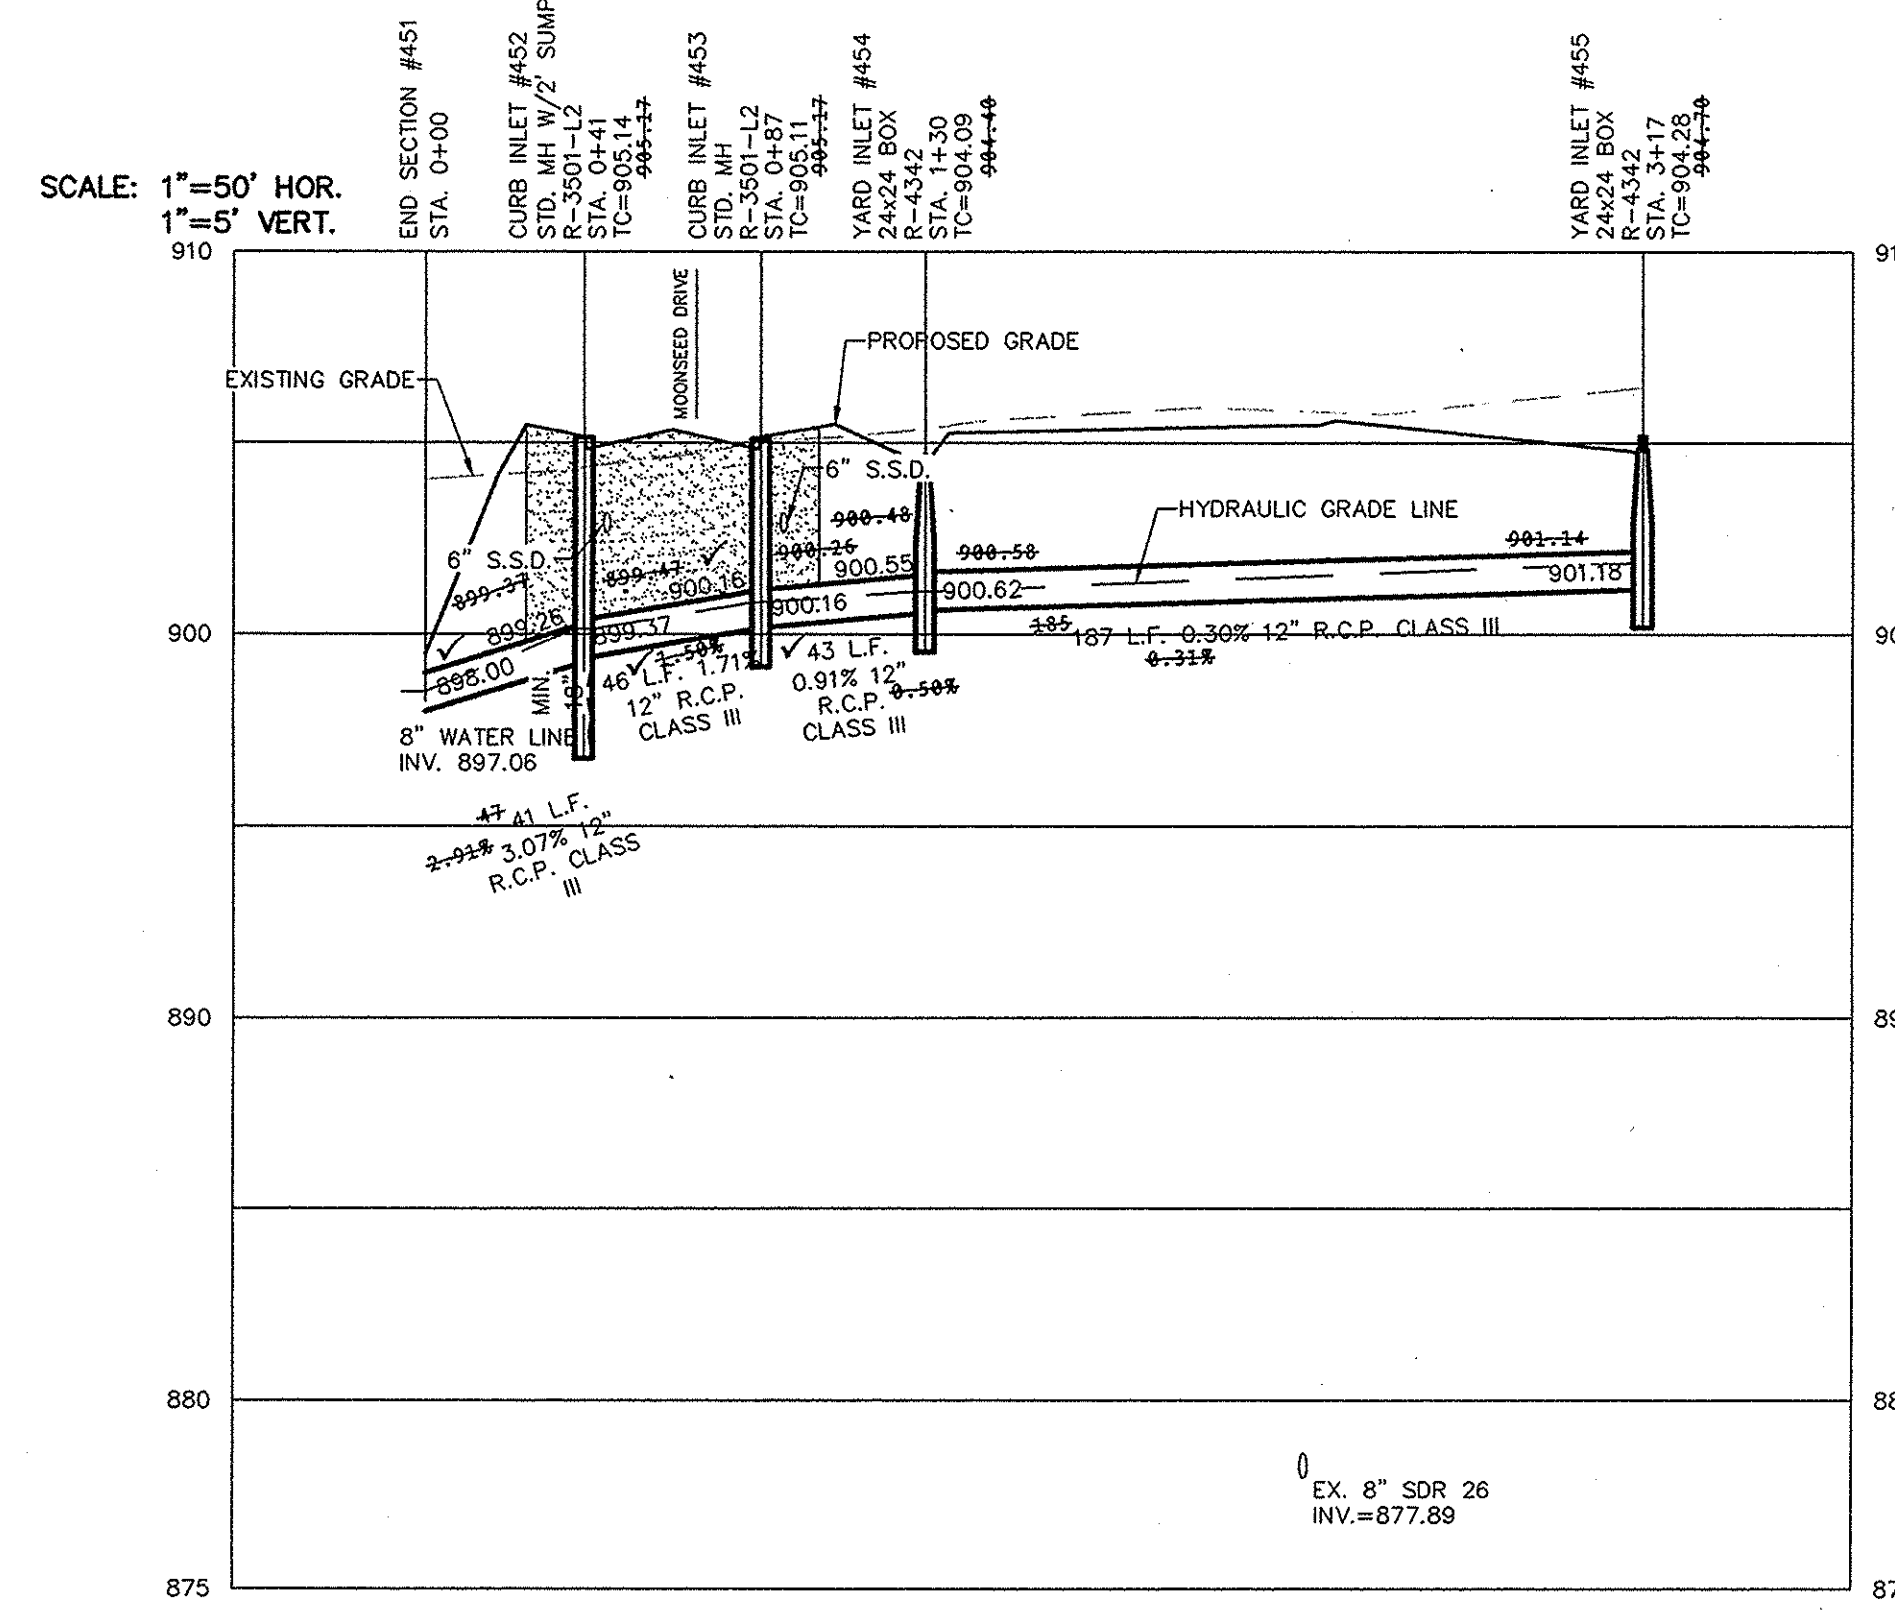 SCALE: 1"=50' HOR.
1"=5' VERT.
END SECTION #451
STA. 0+00
CURB INLET #452
STD. MH W/2' SUMP
R-3501-L2
STA. 0+41
TC=905.14
905.17
CURB INLET #453
STD. MH
R-3501-L2
STA. 0+87
TC=905.11
905.17
YARD INLET #454
24x24 BOX
R-4342
STA. 1+30
TC=904.09
904.40
YARD INLET #455
24x24 BOX
R-4342
STA. 3+17
TC=904.28
904.70
910
91
MOONSEED DRIVE
PROPOSED GRADE
EXISTING GRADE
6" S.S.D.
900.48
HYDRAULIC GRADE LINE
6" S.S.D.
900.26
900.58
901.14
899.37
899.47
900.16
900.55
901.18
900.16
900.62
899.26
899.37
900
90
185
187 L.F. 0.30% 12" R.C.P. CLASS III
0.31%
898.00
MIN.
18"
1.50%
46 L.F. 1.71%
12" R.C.P.
CLASS III
43 L.F.
0.91% 12"
R.C.P. 0.50%
CLASS III
8" WATER LINE
INV. 897.06
47 41 L.F.
2.91% 3.07% 12"
R.C.P. CLASS
III
890
89
880
88
EX. 8" SDR 26
INV.=877.89
875
87